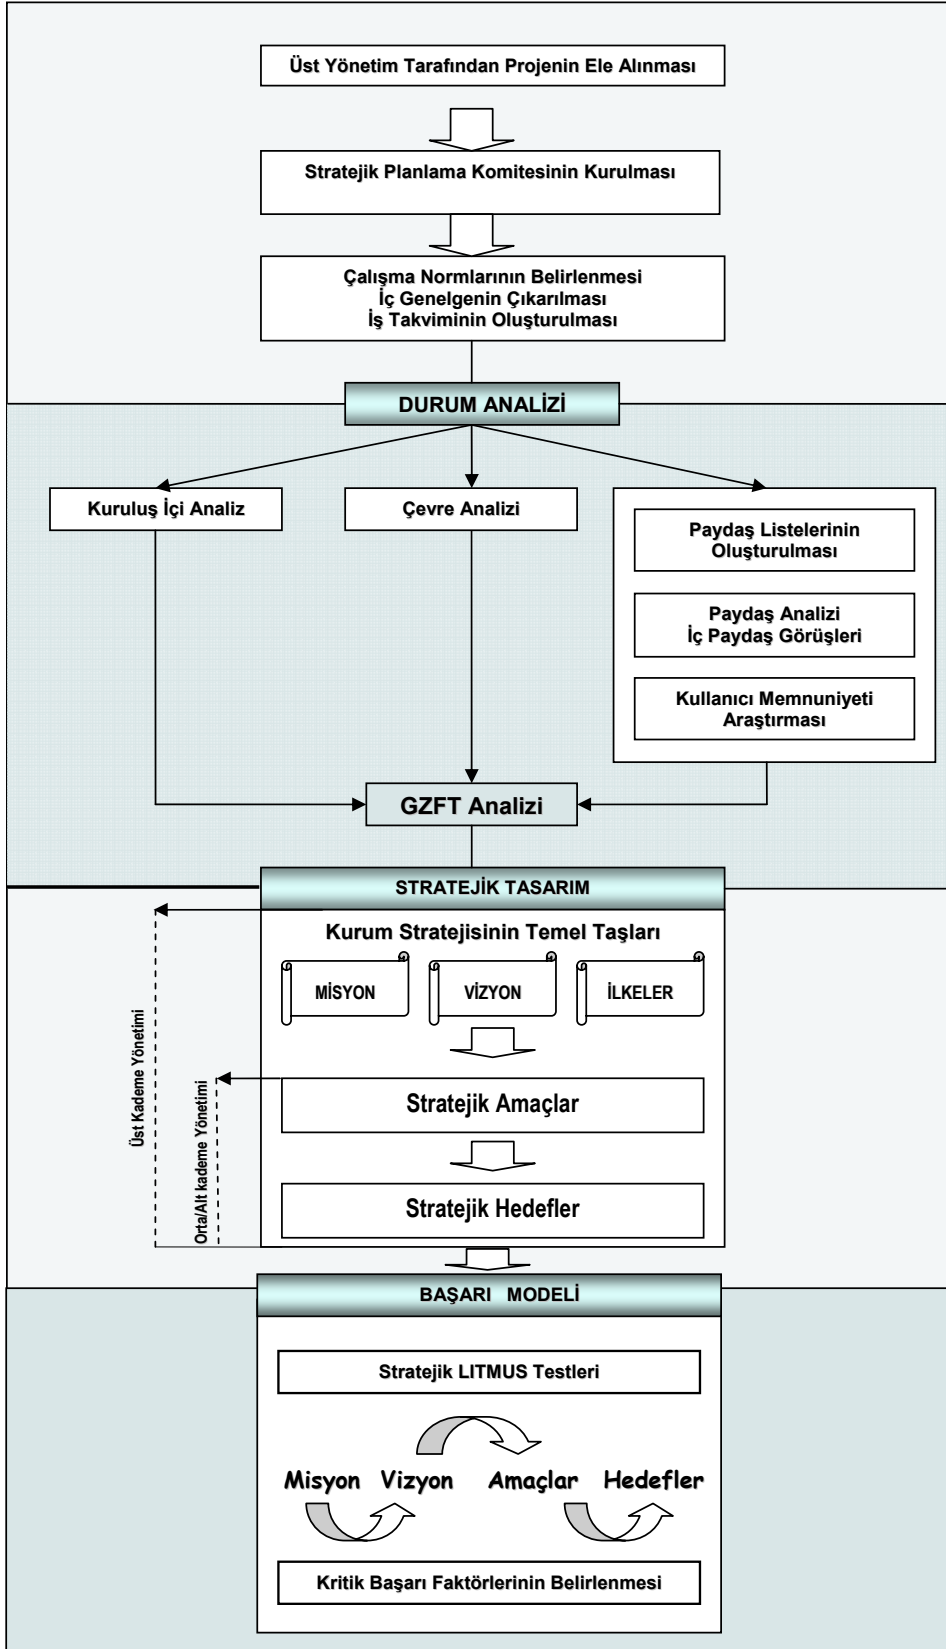 Üst Yönetim Tarafından Projenin Ele Alınması
Stratejik Planlama Komitesinin Kurulması
Çalışma Normlarının Belirlenmesi
İç Genelgenin Çıkarılması
İş Takviminin Oluşturulması
DURUM ANALİZİ
Kuruluş İçi Analiz
Çevre Analizi
Paydaş Listelerinin
Oluşturulması
Paydaş Analizi
İç Paydaş Görüşleri
Kullanıcı Memnuniyeti
Araştırması
GZFT Analizi
STRATEJİK TASARIM
Kurum Stratejisinin Temel Taşları
MİSYON
VİZYON
İLKELER
Üst Kademe Yönetimi
Orta/Alt kademe Yönetimi
Stratejik Amaçlar
Stratejik Hedefler
BAŞARI MODELİ
Stratejik LITMUS Testleri
Misyon Vizyon Amaçlar Hedefler
Kritik Başarı Faktörlerinin Belirlenmesi